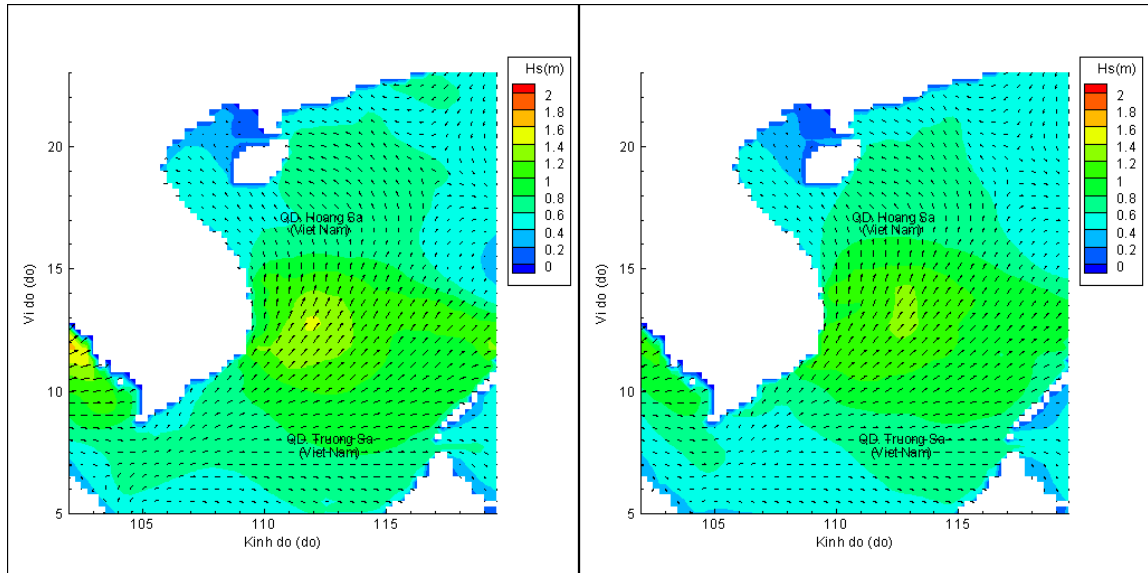 Hs(m)
2
1.8
1.6
1.4
1.2
1
0.8
0.6
0.4
0.2
0
20
15
10
5
Vi do (do)
QD. Hoang Sa
(Viet Nam)
QD. Truong Sa
(Viet Nam)
105
110
115
Kinh do (do)
Hs(m)
2
1.8
1.6
1.4
1.2
1
0.8
0.6
0.4
0.2
0
20
15
10
5
Vi do (do)
QD. Hoang Sa
(Viet Nam)
QD. Truong Sa
(Viet Nam)
105
110
115
Kinh do (do)